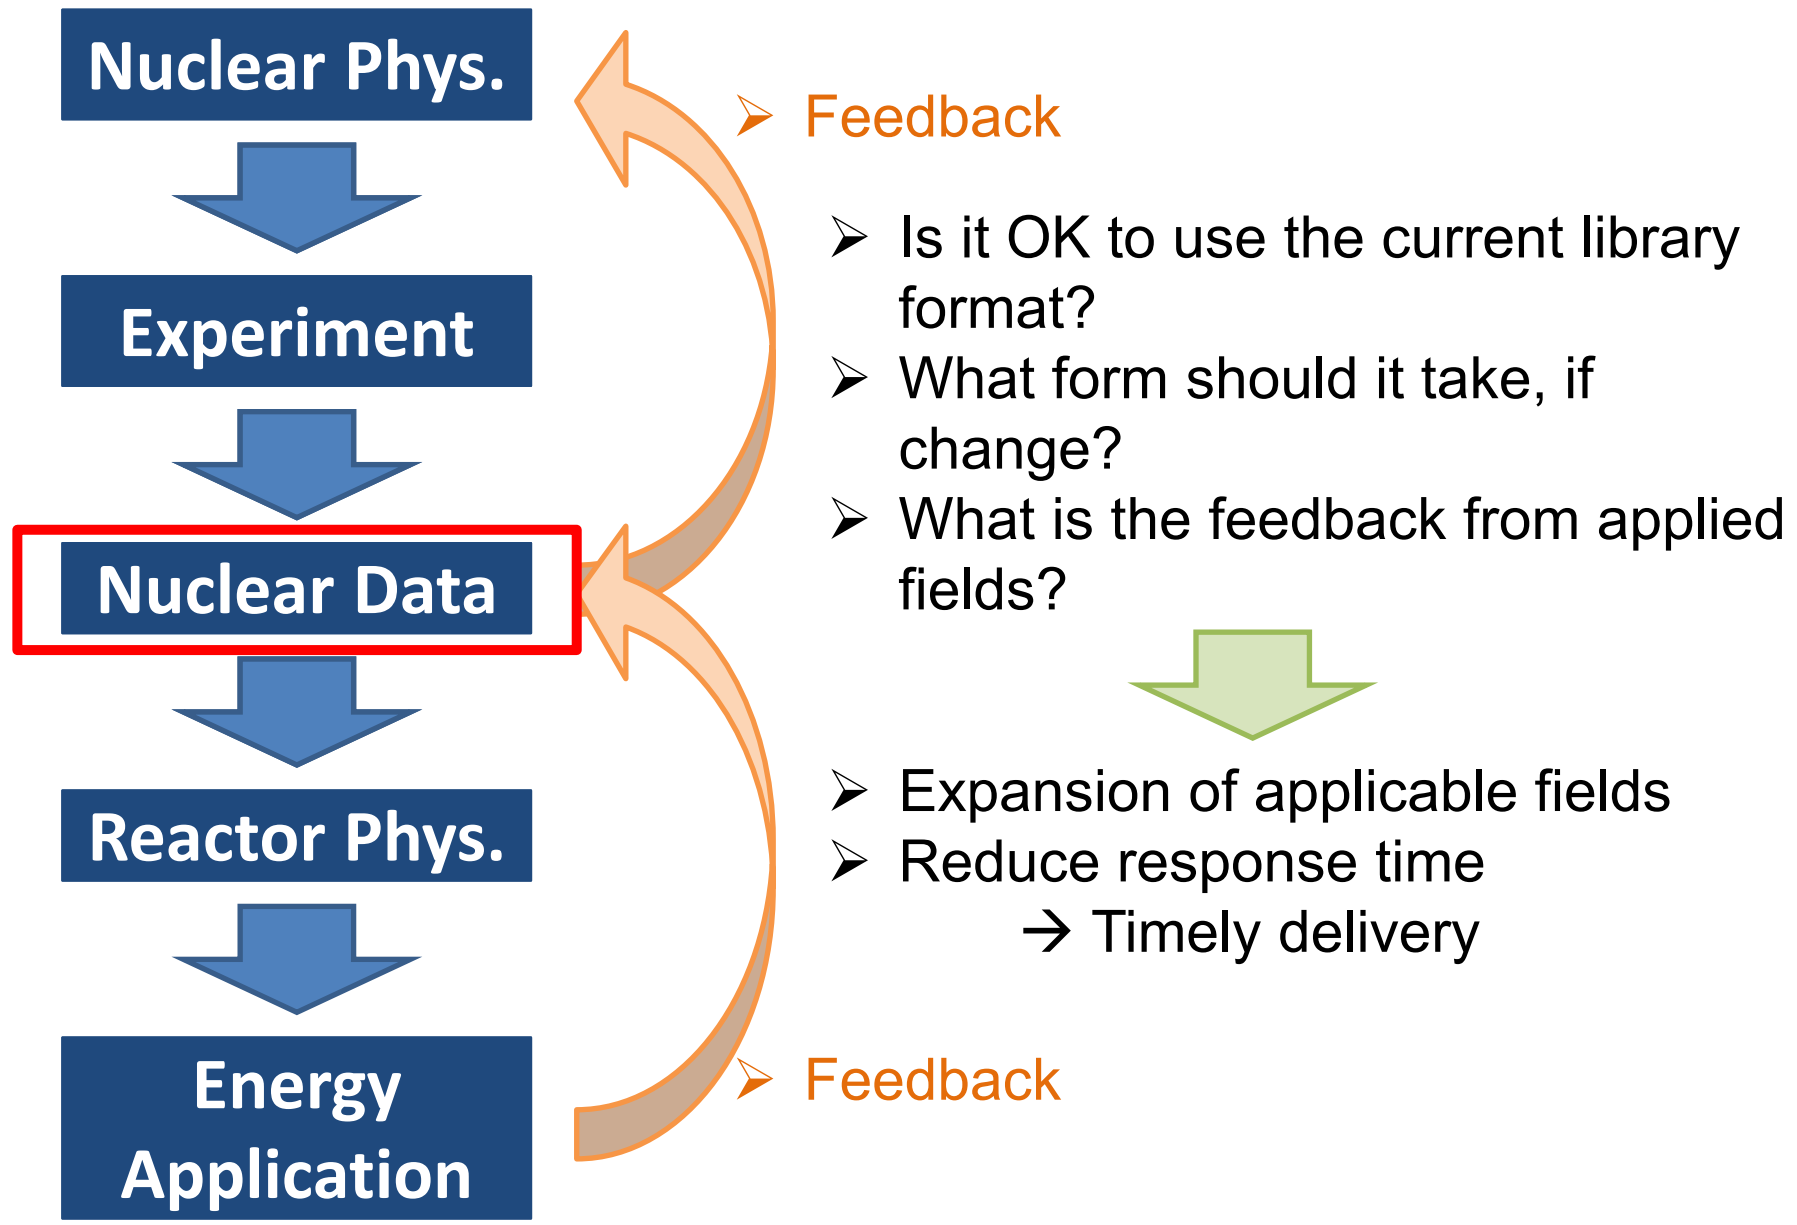 Nuclear Phys.
Experiment
Nuclear Data
Reactor Phys.
Energy
Application
➢ Feedback
➢ Is it OK to use the current library
format?
➢ What form should it take, if
change?
➢ What is the feedback from applied
fields?
➢ Expansion of applicable fields
➢ Reduce response time
→ Timely delivery
➢ Feedback